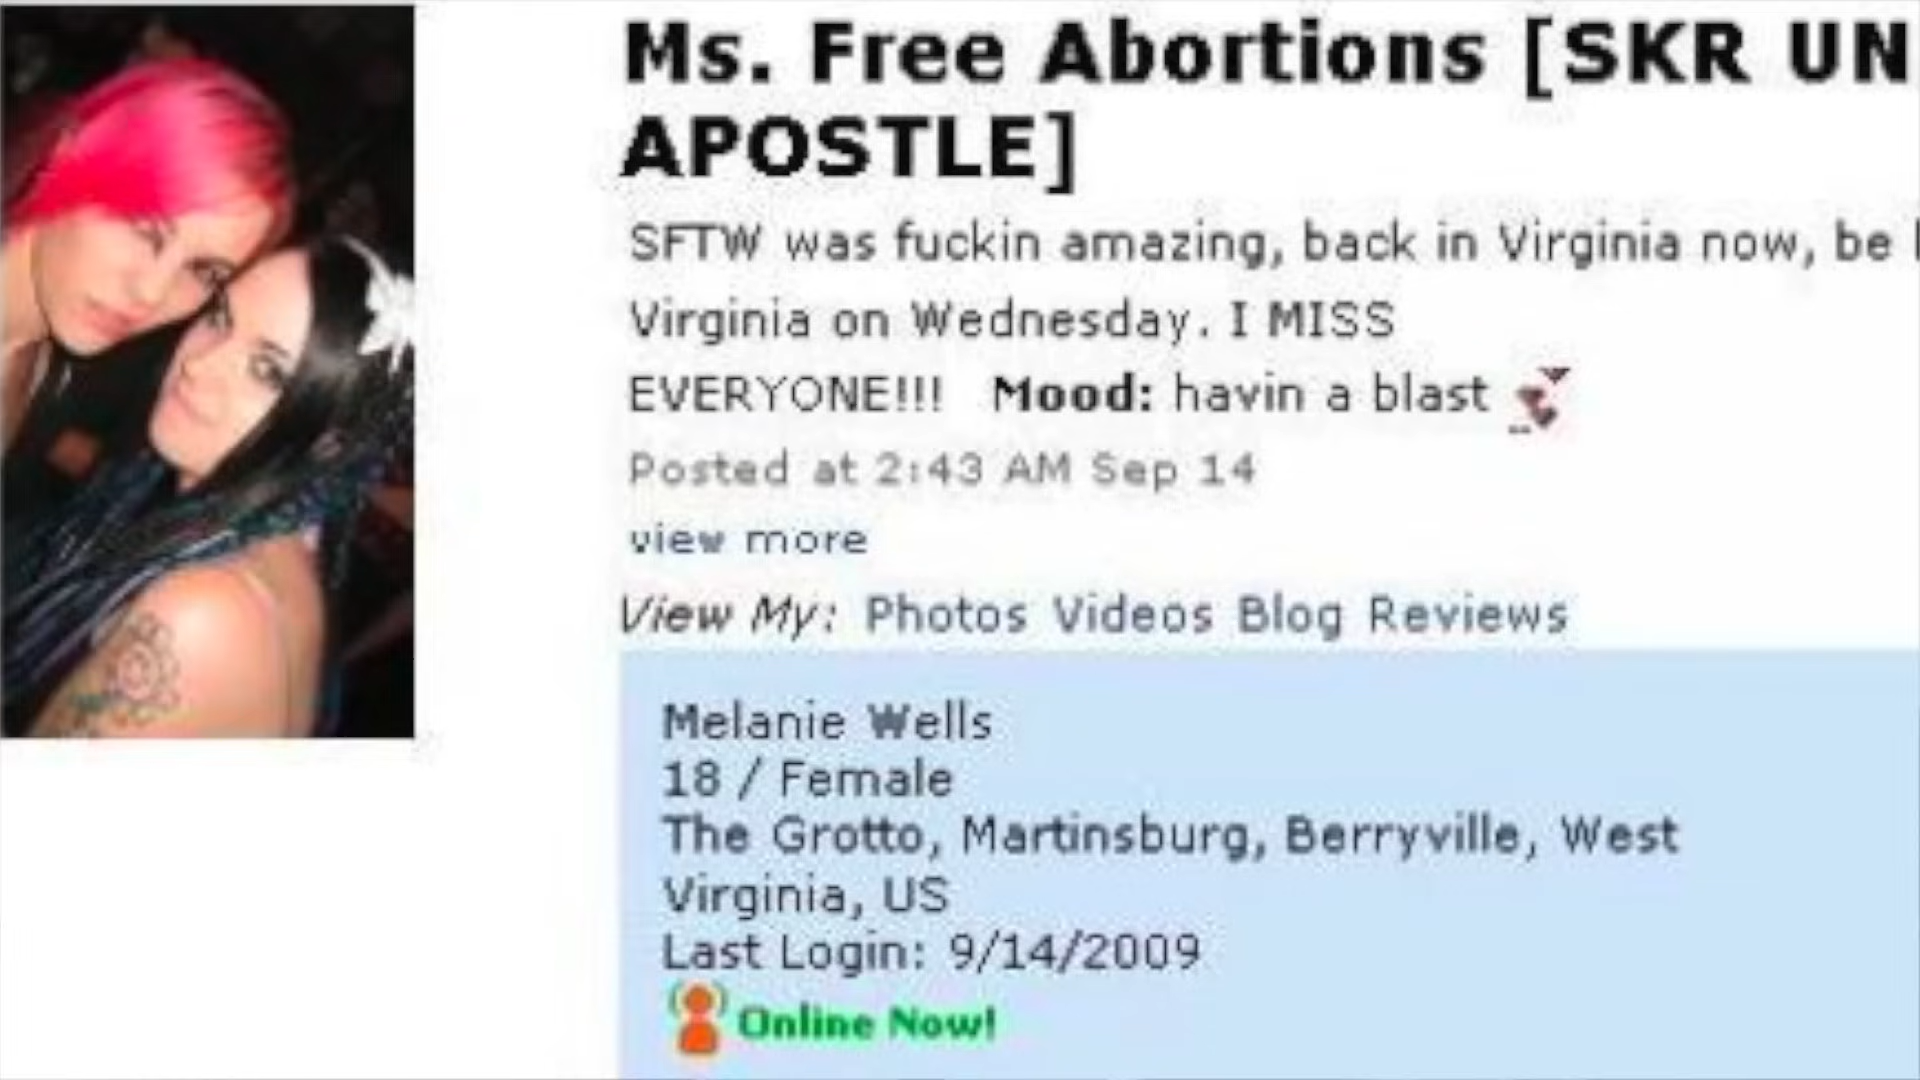 Ms. Free Abortions [SKR UN
APOSTLE]
SFTW was fuckin amazing, back in Virginia now, be
Virginia on Wednesday. I MISS
EVERYONE!!! Mood: havin a blast
Posted at 2:43 AM Sep 14
view more
View My: Photos Videos Blog Reviews
Melanie Wells
18 / Female
The Grotto, Martinsburg, Berryville, West
Virginia, US
Last Login: 9/14/2009
Online Now!